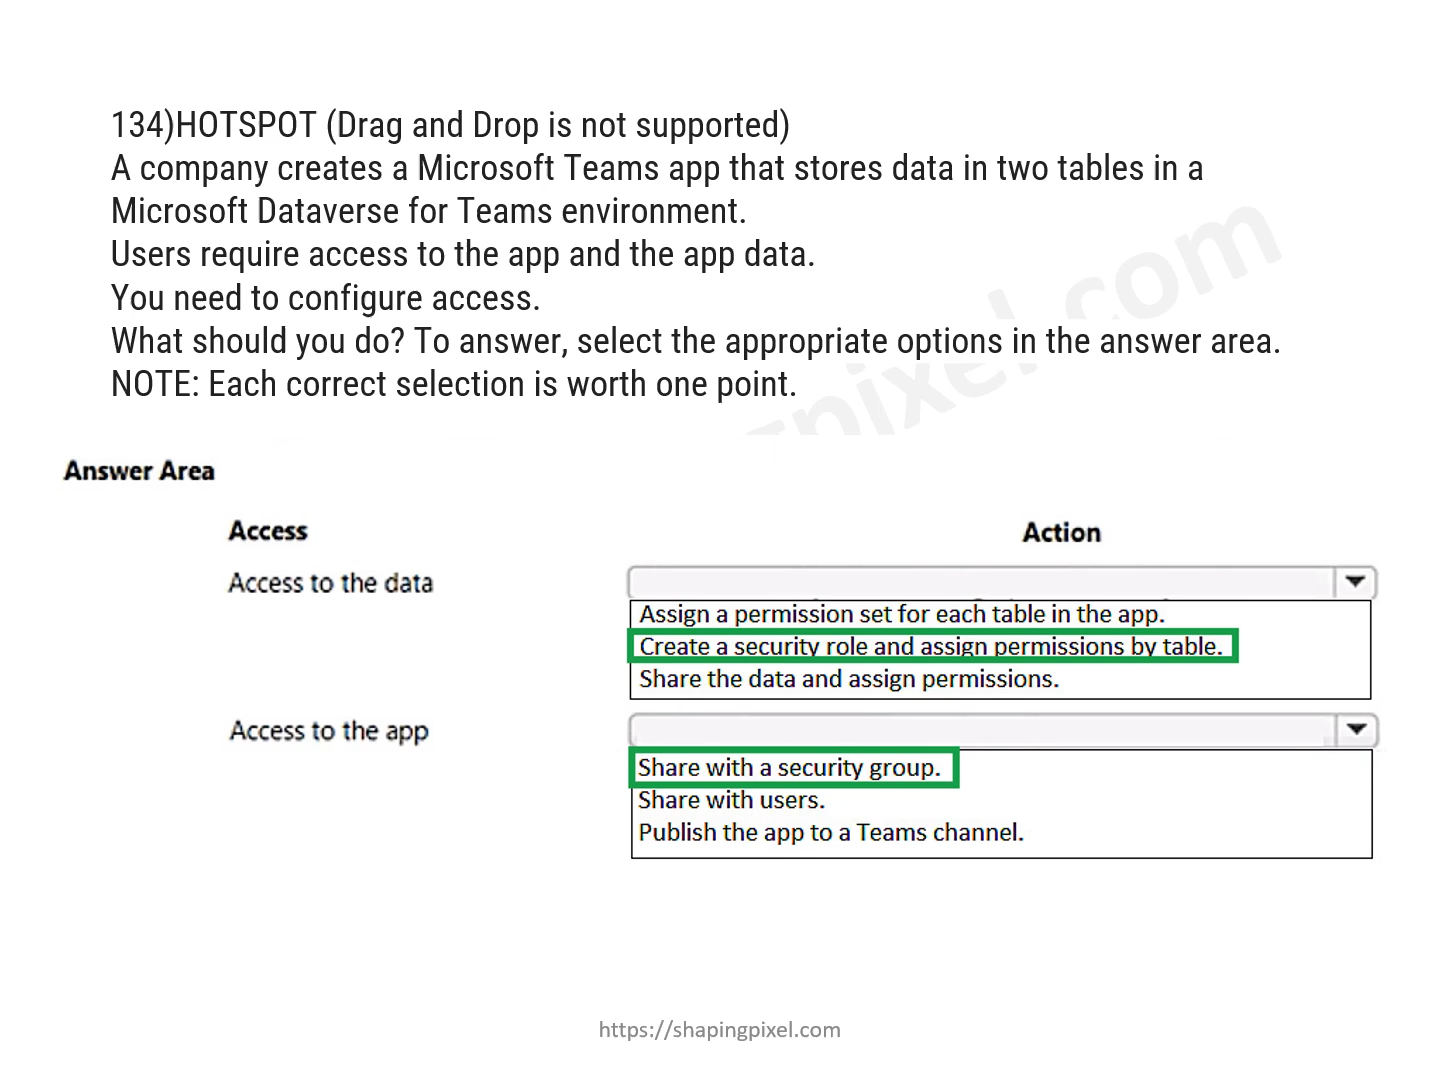 134)HOTSPOT (Drag and Drop is not supported)
A company creates a Microsoft Teams app that stores data in two tables in a
Microsoft Dataverse for Teams environment.
Users require access to the app and the app data.
You need to configure access.
What should you do? To answer, select the appropriate options in the answer area.
NOTE: Each correct selection is worth one point.
Answer Area
Access Action
Access to the data
Assign a permission set for each table in the app.
Create a security role and assign permissions by table.
Share the data and assign permissions.
Access to the app
Share with a security group.
Share with users.
Publish the app to a Teams channel.
https://shapingpixel.com